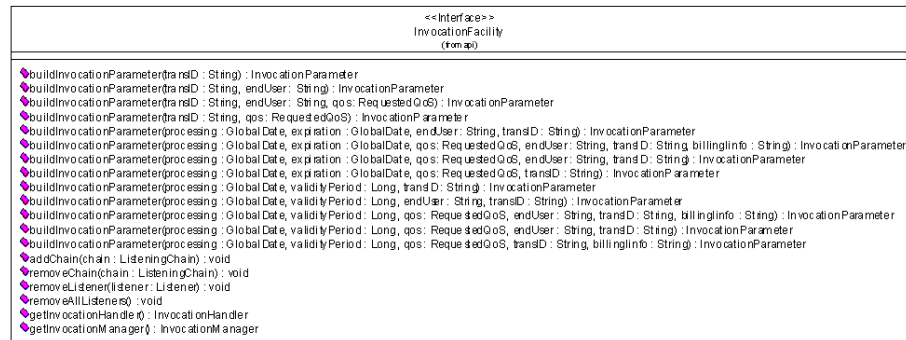 <<Interface>>
InvocationFacility
(from api)
buildInvocationParameter(transID : String) : InvocationParameter
buildInvocationParameter(transID : String, endUser : String) : InvocationParameter
buildInvocationParameter(transID : String, endUser : String, qos : RequestedQoS) : InvocationParameter
buildInvocationParameter(transID : String, qos : RequestedQoS) : InvocationParameter
buildInvocationParameter(processing : GlobalDate, expiration : GlobalDate, endUser : String, transID : String) : InvocationParameter
buildInvocationParameter(processing : GlobalDate, expiration : GlobalDate, qos : RequestedQoS, endUser : String, transID : String, billingInfo : String) : InvocationParameter
buildInvocationParameter(processing : GlobalDate, expiration : GlobalDate, qos : RequestedQoS, endUser : String, transID : String) : InvocationParameter
buildInvocationParameter(processing : GlobalDate, expiration : GlobalDate, qos : RequestedQoS, transID : String) : InvocationParameter
buildInvocationParameter(processing : GlobalDate, validityPeriod : Long, transID : String) : InvocationParameter
buildInvocationParameter(processing : GlobalDate, validityPeriod : Long, endUser : String, transID : String) : InvocationParameter
buildInvocationParameter(processing : GlobalDate, validityPeriod : Long, qos : RequestedQoS, endUser : String, transID : String, billingIinfo : String) : InvocationParameter
buildInvocationParameter(processing : GlobalDate, validityPeriod : Long, qos : RequestedQoS, endUser : String, transID : String) : InvocationParameter
buildInvocationParameter(processing : GlobalDate, validityPeriod : Long, qos : RequestedQoS, transID : String, billingIinfo : String) : InvocationParameter
addChain(chain : ListeningChain) : void
removeChain(chain : ListeningChain) : void
removeListener(listener : Listener) : void
removeAllListeners() : void
getInvocationHandler() : InvocationHandler
getInvocationManager() : InvocationManager